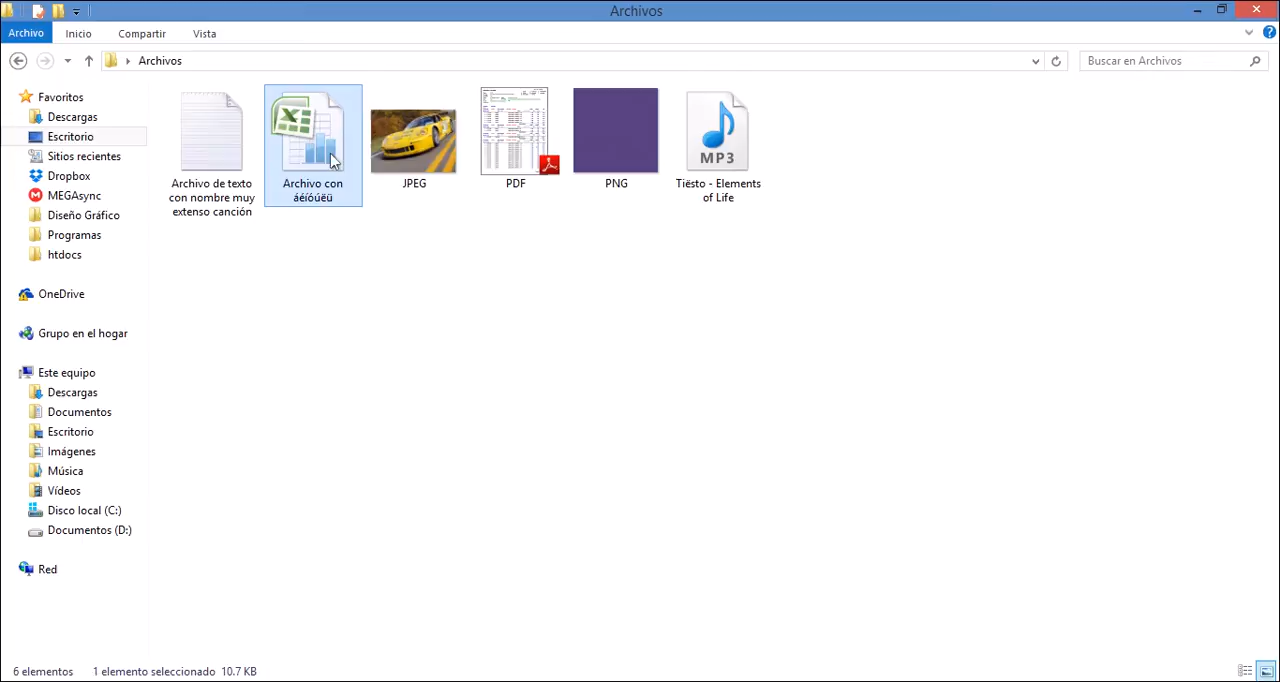 Archivos
Archivo
Inicio
Compartir
Vista
Archivos
Buscar en Archivos
Favoritos
Descargas
Escritorio
Sitios recientes
Dropbox
MEGAsync
Diseño Gráfico
Programas
htdocs
OneDrive
Grupo en el hogar
Este equipo
Descargas
Documentos
Escritorio
Imágenes
Música
Vídeos
Disco local (C:)
Documentos (D:)
Red
Archivo de texto
con nombre muy
extenso canción
Archivo con
áéíóúëü
JPEG
PDF
PNG
MP3
Tiësto - Elements
of Life
6 elementos
1 elemento seleccionado 10.7 KB